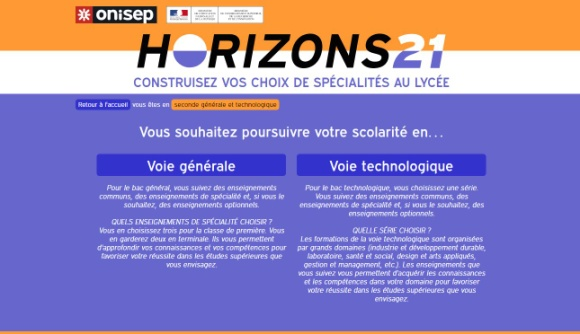 onisep
HORIZONS21
CONSTRUISEZ VOS CHOIX DE SPÉCIALITÉS AU LYCÉE
Retour à l'accueil vous êtes en seconde générale et technologique
Vous souhaitez poursuivre votre scolarité en...
Voie générale
Pour le bac général, vous suivez des enseignements
communs, des enseignements de spécialité et, si vous le
souhaitez, des enseignements optionnels.
QUELS ENSEIGNEMENTS DE SPÉCIALITÉ CHOISIR ?
Vous en choisissez trois pour la classe de première. Vous
en garderez deux en terminale. Ils vous permettent
d'approfondir vos connaissances et vos compétences pour
favoriser votre réussite dans les études supérieures que
vous envisagez.
Voie technologique
Pour le bac technologique, vous choisissez une série.
Vous suivez des enseignements communs, des
enseignements de spécialité et, si vous le souhaitez, des
enseignements optionnels.
QUELLE SÉRIE CHOISIR ?
Les formations de la voie technologique sont organisées
par grands domaines (industrie et développement durable,
laboratoire, santé et social, design et arts appliqués,
gestion et management, etc.). Les enseignements que
vous suivez vous permettent d'acquérir les connaissances
et les compétences dans votre domaine pour favoriser
votre réussite dans les études supérieures que vous
envisagez.